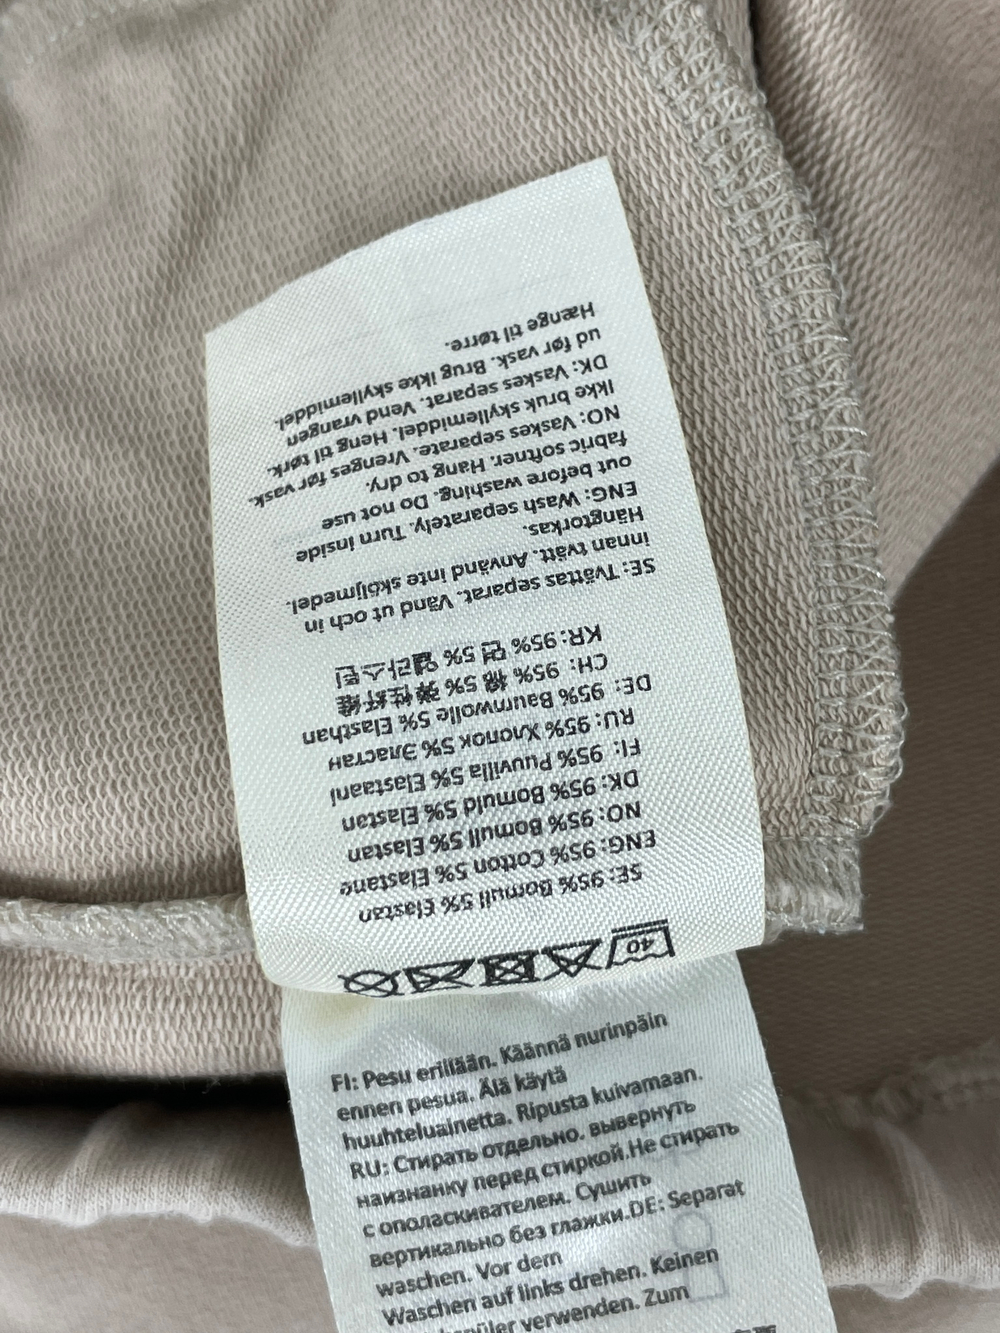 40
SE: 95% Bomull 5% Elastan
ENG: 95% Cotton 5% Elastane
NO: 95% Bomull 5% Elastan
DK: 95% Bomuld 5% Elastan
FI: 95% Puuvilla 5% Elastaani
RU: 95% Хлопок 5% Эластан
DE: 95% Baumwolle 5% Elasthan
CH: 95% 棉 5% 弹性纤维
KR: 95% 면 5% 엘라스틴
SE: Tvättas separat. Vänd ut och in
innan tvätt. Använd inte sköljmedel.
Hängtorkas.
ENG: Wash separately. Turn inside
out before washing. Do not use
fabric softner. Hang to dry.
NO: Vaskes separate. Vrenges før vask.
Ikke bruk skyllemiddel. Heng til tørk.
DK: Vaskes separat. Vend vrangen
ud før vask. Brug Ikke skyllemiddel.
Hænge til tørre.
FI: Pesu erillään. Käännä nurinpäin
ennen pesua. Älä käytä
huuhteluainetta. Ripusta kuivamaan.
RU: Стирать отдельно. вывернуть
наизнанку перед стиркой.Не стирать
с ополаскивателем. Сушить
вертикально без глажки.DE: Separat
waschen. Vor dem
Waschen auf links drehen. Keinen
verwenden. Zum